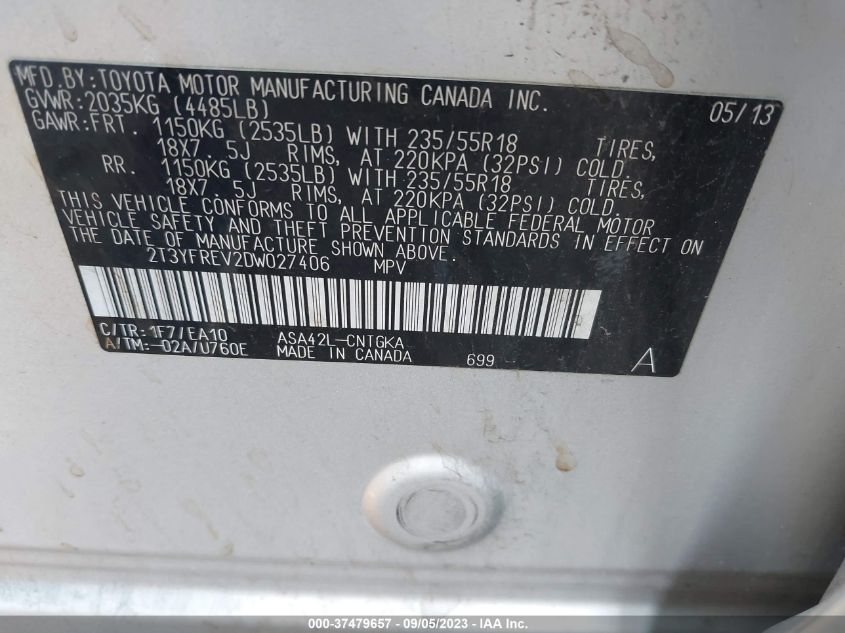 MFD.BY:TOYOTA MOTOR MANUFACTURING CANADA INC. 05/13
GVWR:2035KG (4485LB)
GAWR:FRT. 1150KG (2535LB) WITH 235/55R18 TIRES,
18X7 5J RIMS, AT 220KPA (32PSI) COLD.
RR. 1150KG (2535LB) WITH 235/55R18 TIRES,
18X7 5J RIMS, AT 220KPA (32PSI) COLD.
THIS VEHICLE CONFORMS TO ALL APPLICABLE FEDERAL MOTOR
VEHICLE SAFETY AND THEFT PREVENTION STANDARDS IN EFFECT ON
THE DATE OF MANUFACTURE SHOWN ABOVE.
2T3YFREV2DW027406 MPV
C/TR:1F7/EA10 ASA42L-CNTGKA
A/TM:-02A/U760E MADE IN CANADA 699 A
000-37479657 - 09/05/2023 - IAA Inc.